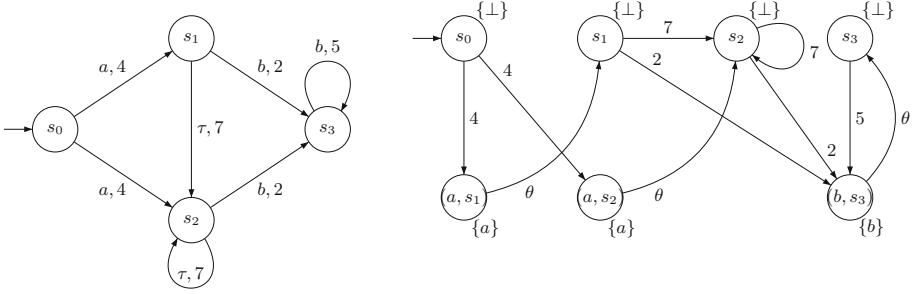 s₁
a, 4
b, 2
b, 5
s₀
τ, 7
s₃
a, 4
b, 2
s₂
τ, 7
{⊥}
{⊥}
{⊥}
{⊥}
s₀
s₁
7
s₂
7
s₃
4
4
2
2
5
θ
θ
θ
(a, s₁)
(a, s₂)
(b, s₃)
{a}
{a}
{b}